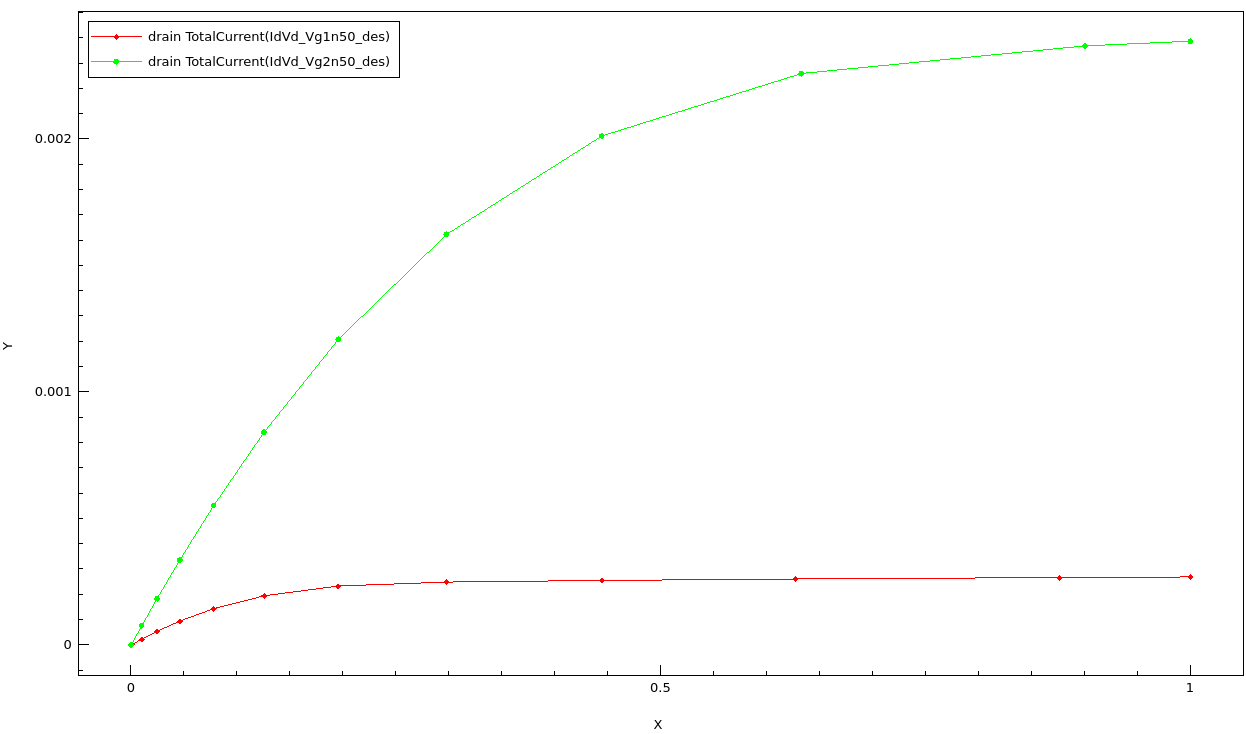 drain TotalCurrent(IdVd_Vg1n50_des)
drain TotalCurrent(IdVd_Vg2n50_des)
0.002
0.001
0
Y
0 0.5 1
X